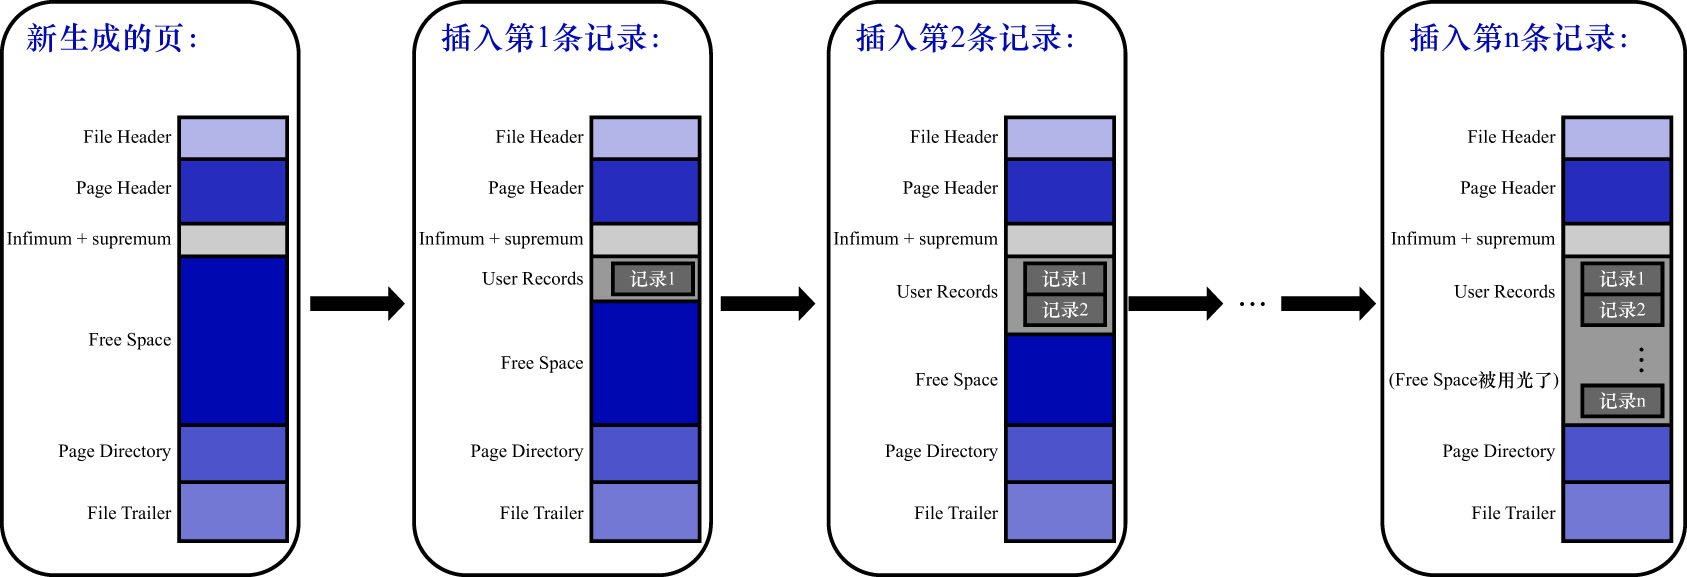 新生成的页：
File Header
Page Header
Infimum + supremum
Free Space
Page Directory
File Trailer
插入第1条记录：
File Header
Page Header
Infimum + supremum
User Records
记录1
Free Space
Page Directory
File Trailer
插入第2条记录：
File Header
Page Header
Infimum + supremum
User Records
记录1
记录2
Free Space
Page Directory
File Trailer
...
插入第n条记录：
File Header
Page Header
Infimum + supremum
User Records
记录1
记录2
(Free Space被用光了)
记录n
Page Directory
File Trailer